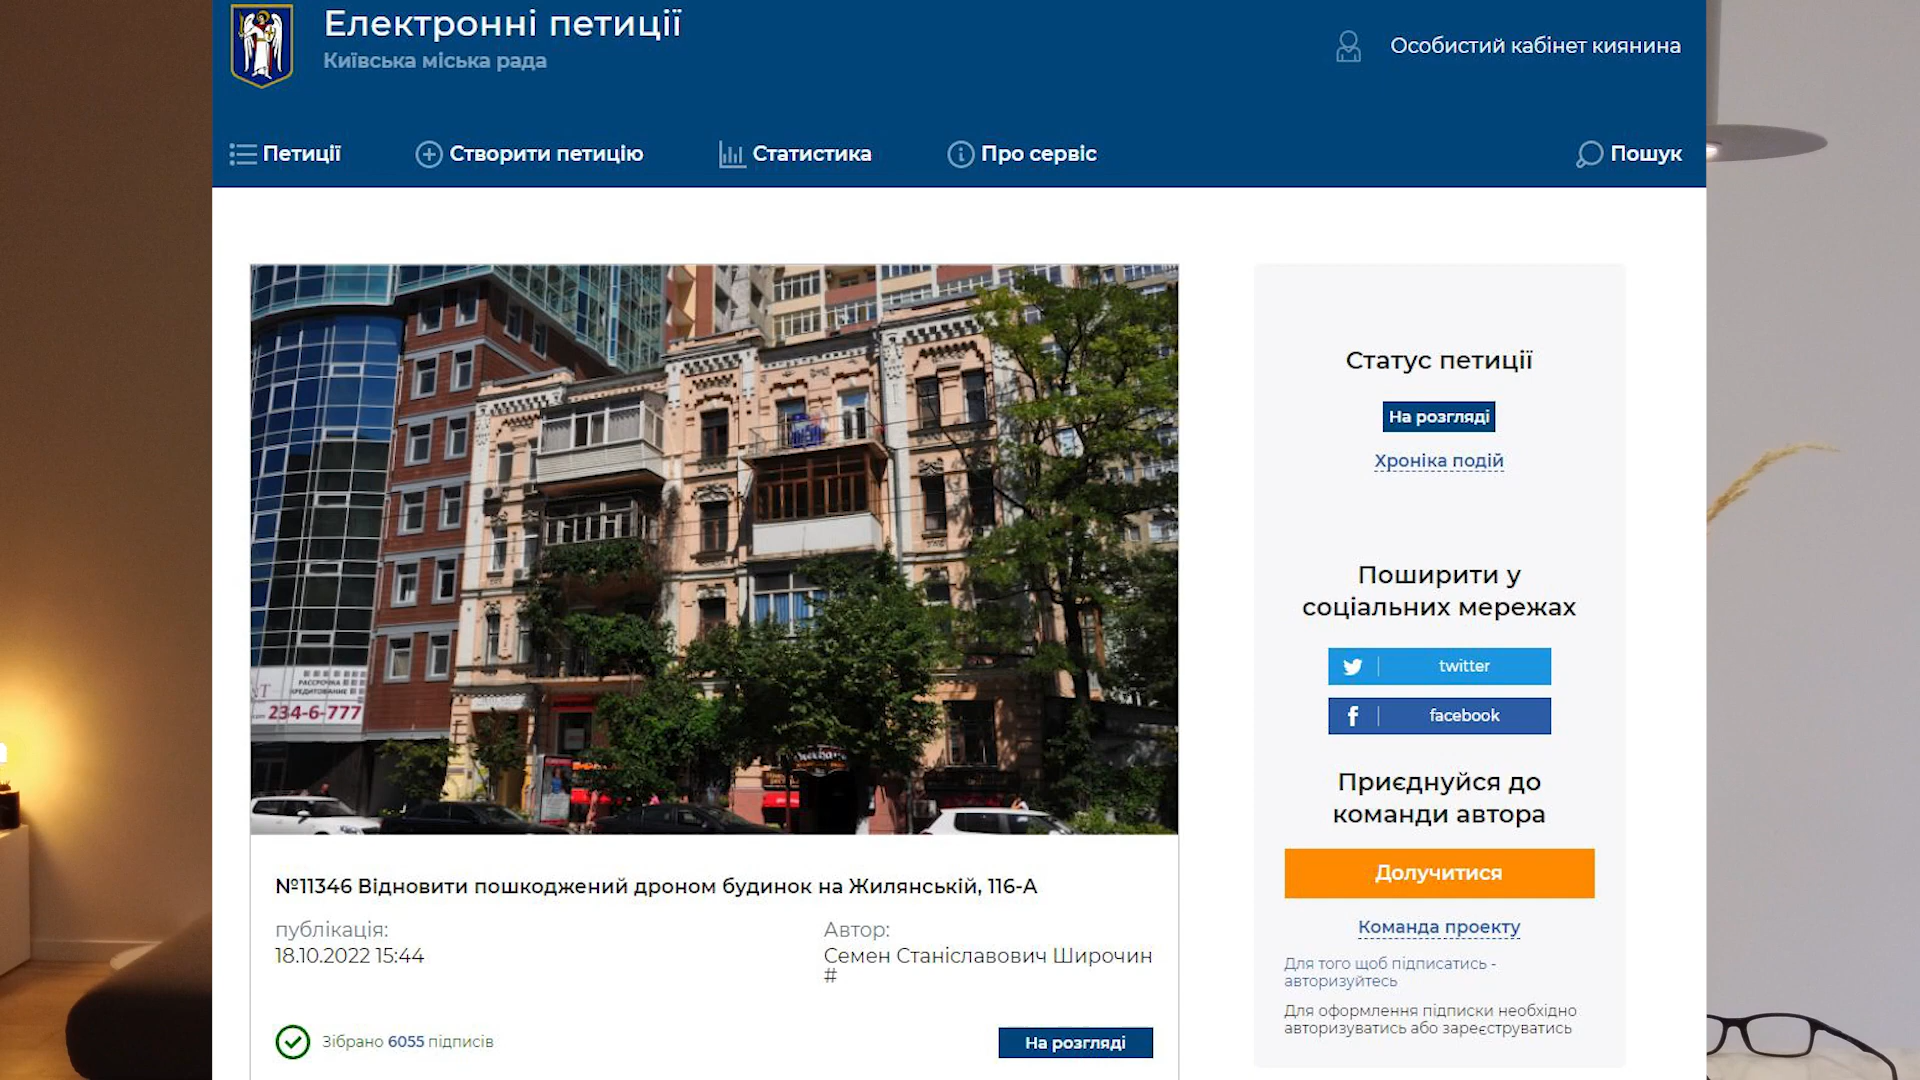 Електронні петиції
Київська міська рада
Особистий кабінет киянина
Петиції
Створити петицію
Статистика
Про сервіс
Пошук
РАССРОЧКА
КРЕДИТОВАНИЕ
234-6-777
Статус петиції
На розгляді
Хроніка подій
Поширити у
соціальних мережах
twitter
facebook
Приєднуйся до
команди автора
Долучитися
Команда проекту
Для того щоб підписатись -
авторизуйтесь
Для оформлення підписки необхідно
авторизуватись або зареєструватись
№11346 Відновити пошкоджений дроном будинок на Жилянській, 116-А
публікація:
18.10.2022 15:44
Автор:
Семен Станіславович Широчин
#
Зібрано 6055 підписів
На розгляді